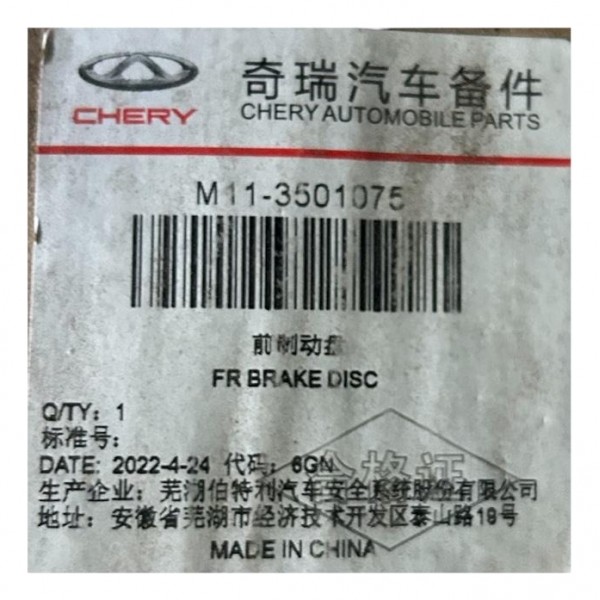 奇瑞汽车备件
CHERY
CHERY AUTOMOBILE PARTS
M11-3501075
前制动盘
FR BRAKE DISC
Q/TY: 1
标准号:
DATE: 2022-4-24 代码: 6GN
合格证
生产企业: 芜湖伯特利汽车安全系统股份有限公司
地址: 安徽省芜湖市经济技术开发区泰山路19号
MADE IN CHINA